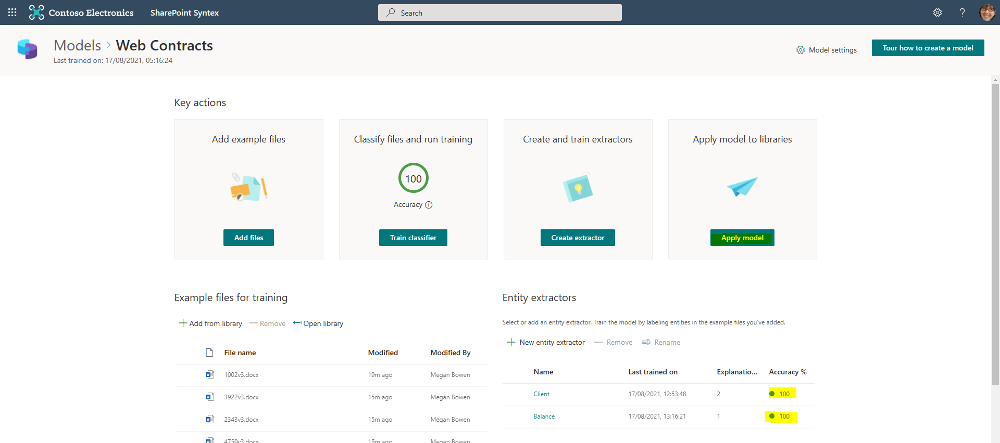 Contoso Electronics SharePoint Syntex Search ?
Models > Web Contracts
Last trained on: 17/08/2021, 05:16:24
Model settings
Tour how to create a model
Key actions
Add example files
Add files
Classify files and run training
100
Accuracy
Train classifier
Create and train extractors
Create extractor
Apply model to libraries
Apply model
Example files for training
Add from library Remove Open library
File name Modified Modified By
1002v3.docx 19m ago Megan Bowen
3922v3.docx 15m ago Megan Bowen
2343v3.docx 15m ago Megan Bowen
4759v3.docx 15m ago Megan Bowen
Entity extractors
Select or add an entity extractor. Train the model by labeling entities in the example files you've added.
New entity extractor Remove Rename
Name Last trained on Explanatio... Accuracy %
Client 17/08/2021, 12:53:48 2 100
Balance 17/08/2021, 13:16:21 1 100